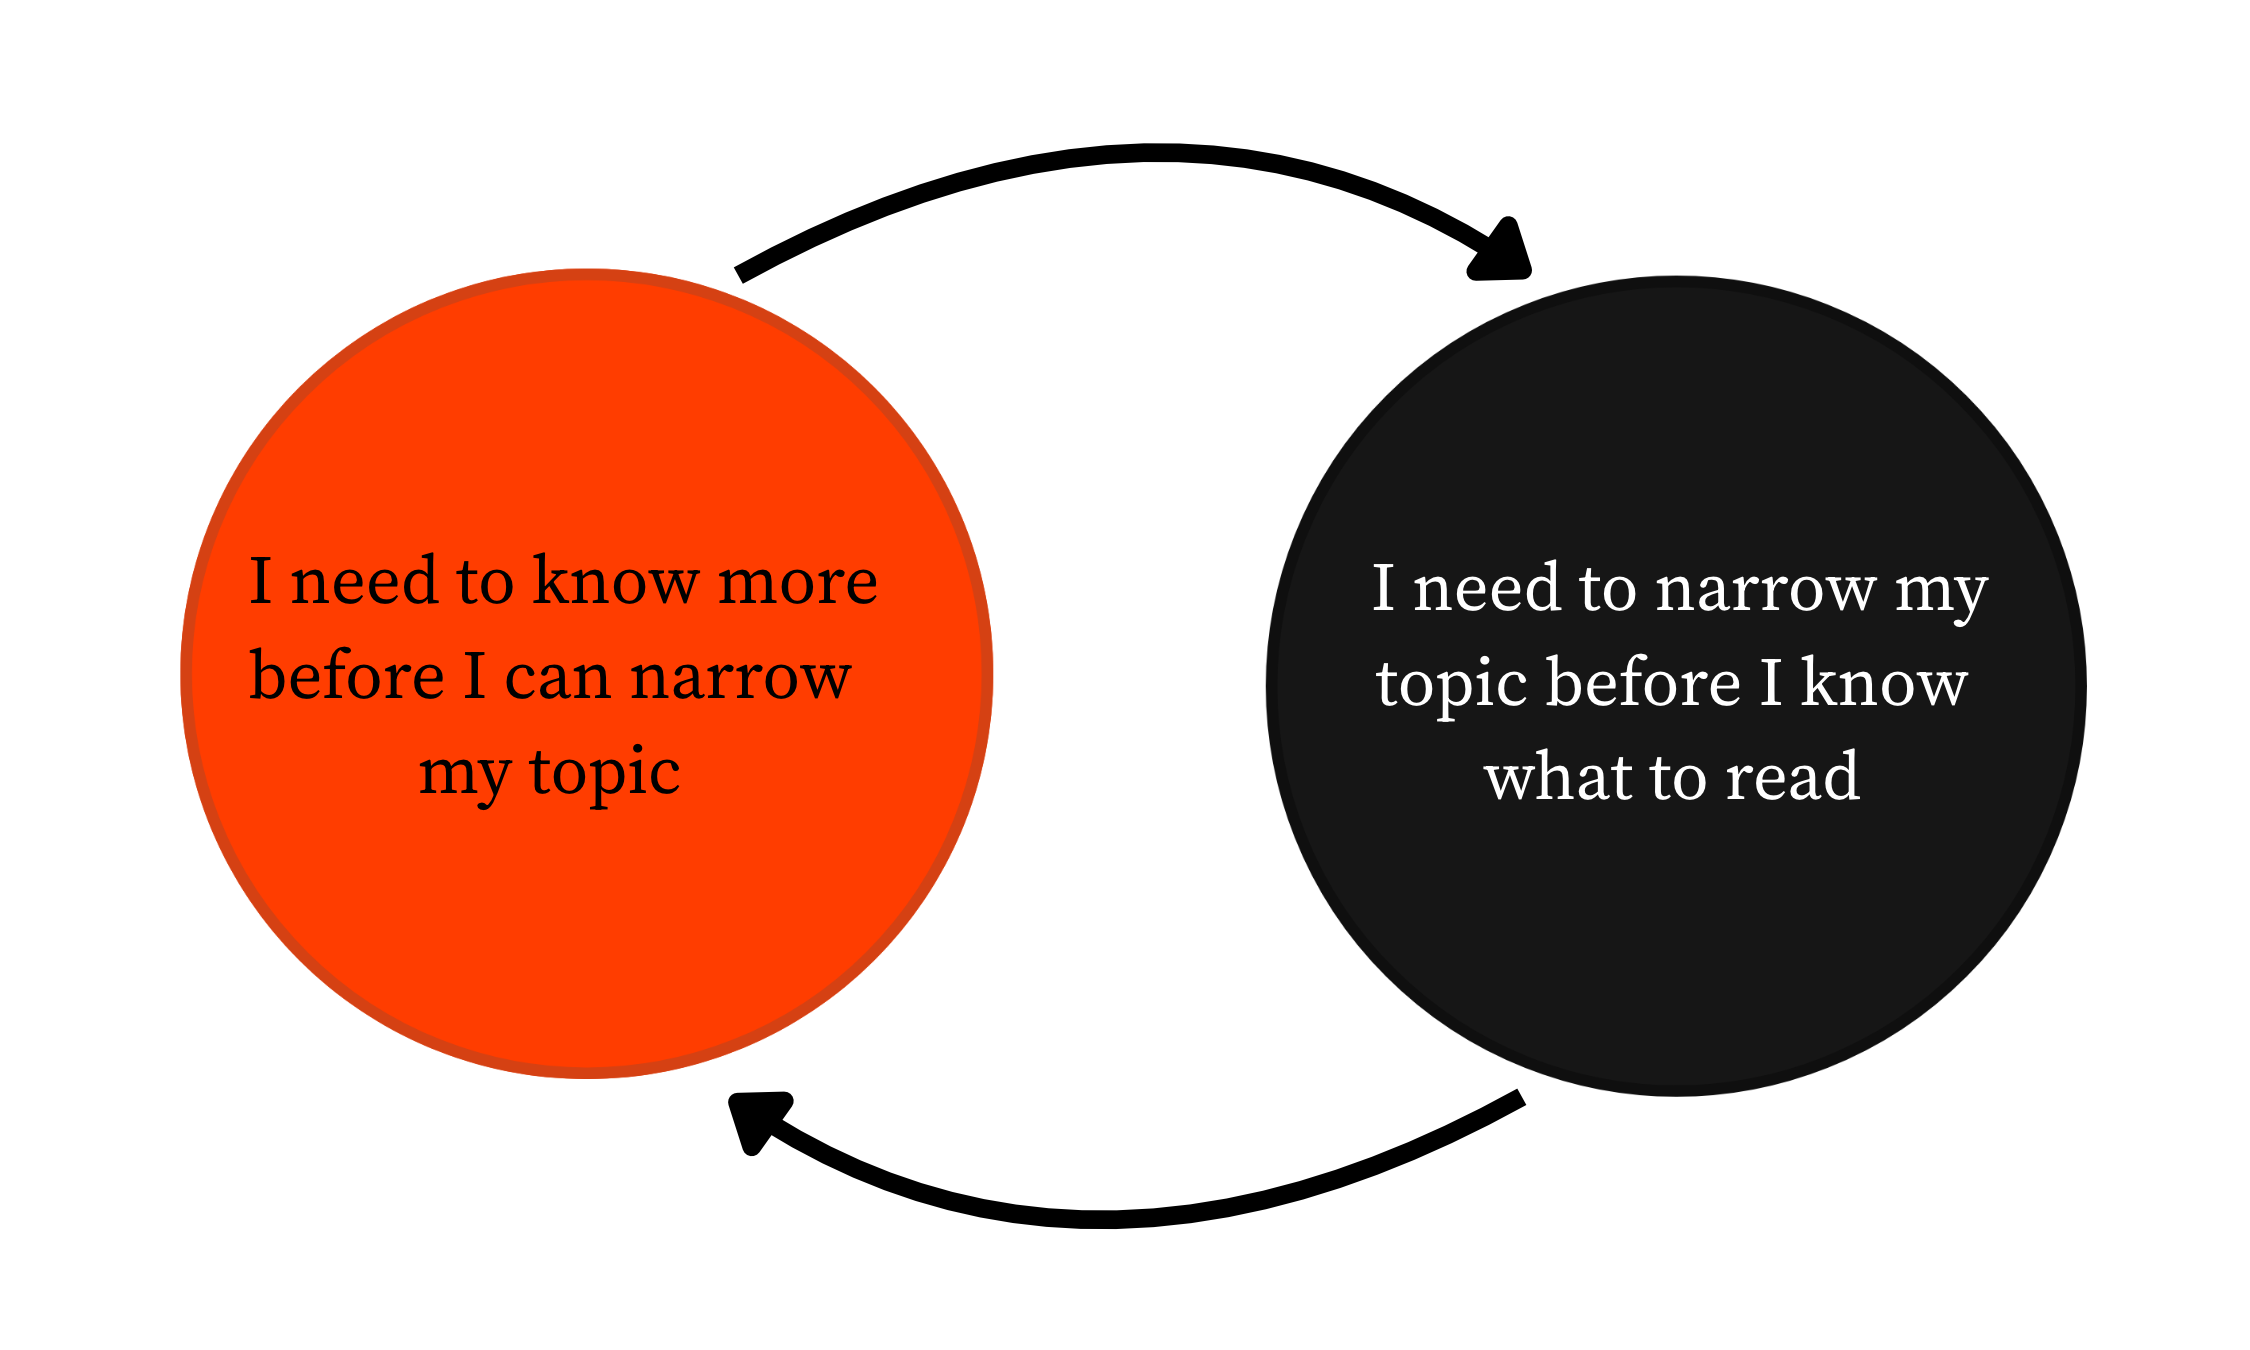 I need to know more
before I can narrow
my topic
I need to narrow my
topic before I know
what to read